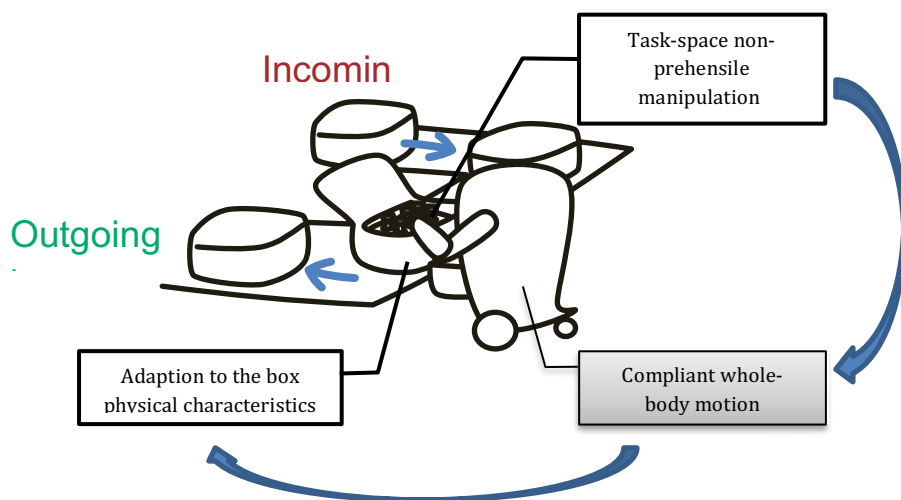 Task-space non-
prehensile
manipulation
Incomin
Outgoing
Adaption to the box
physical characteristics
Compliant whole-
body motion